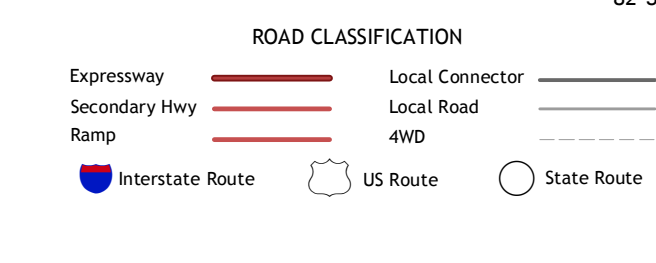 ROAD CLASSIFICATION
Expressway
Local Connector
Secondary Hwy
Local Road
Ramp
4WD
Interstate Route
US Route
State Route